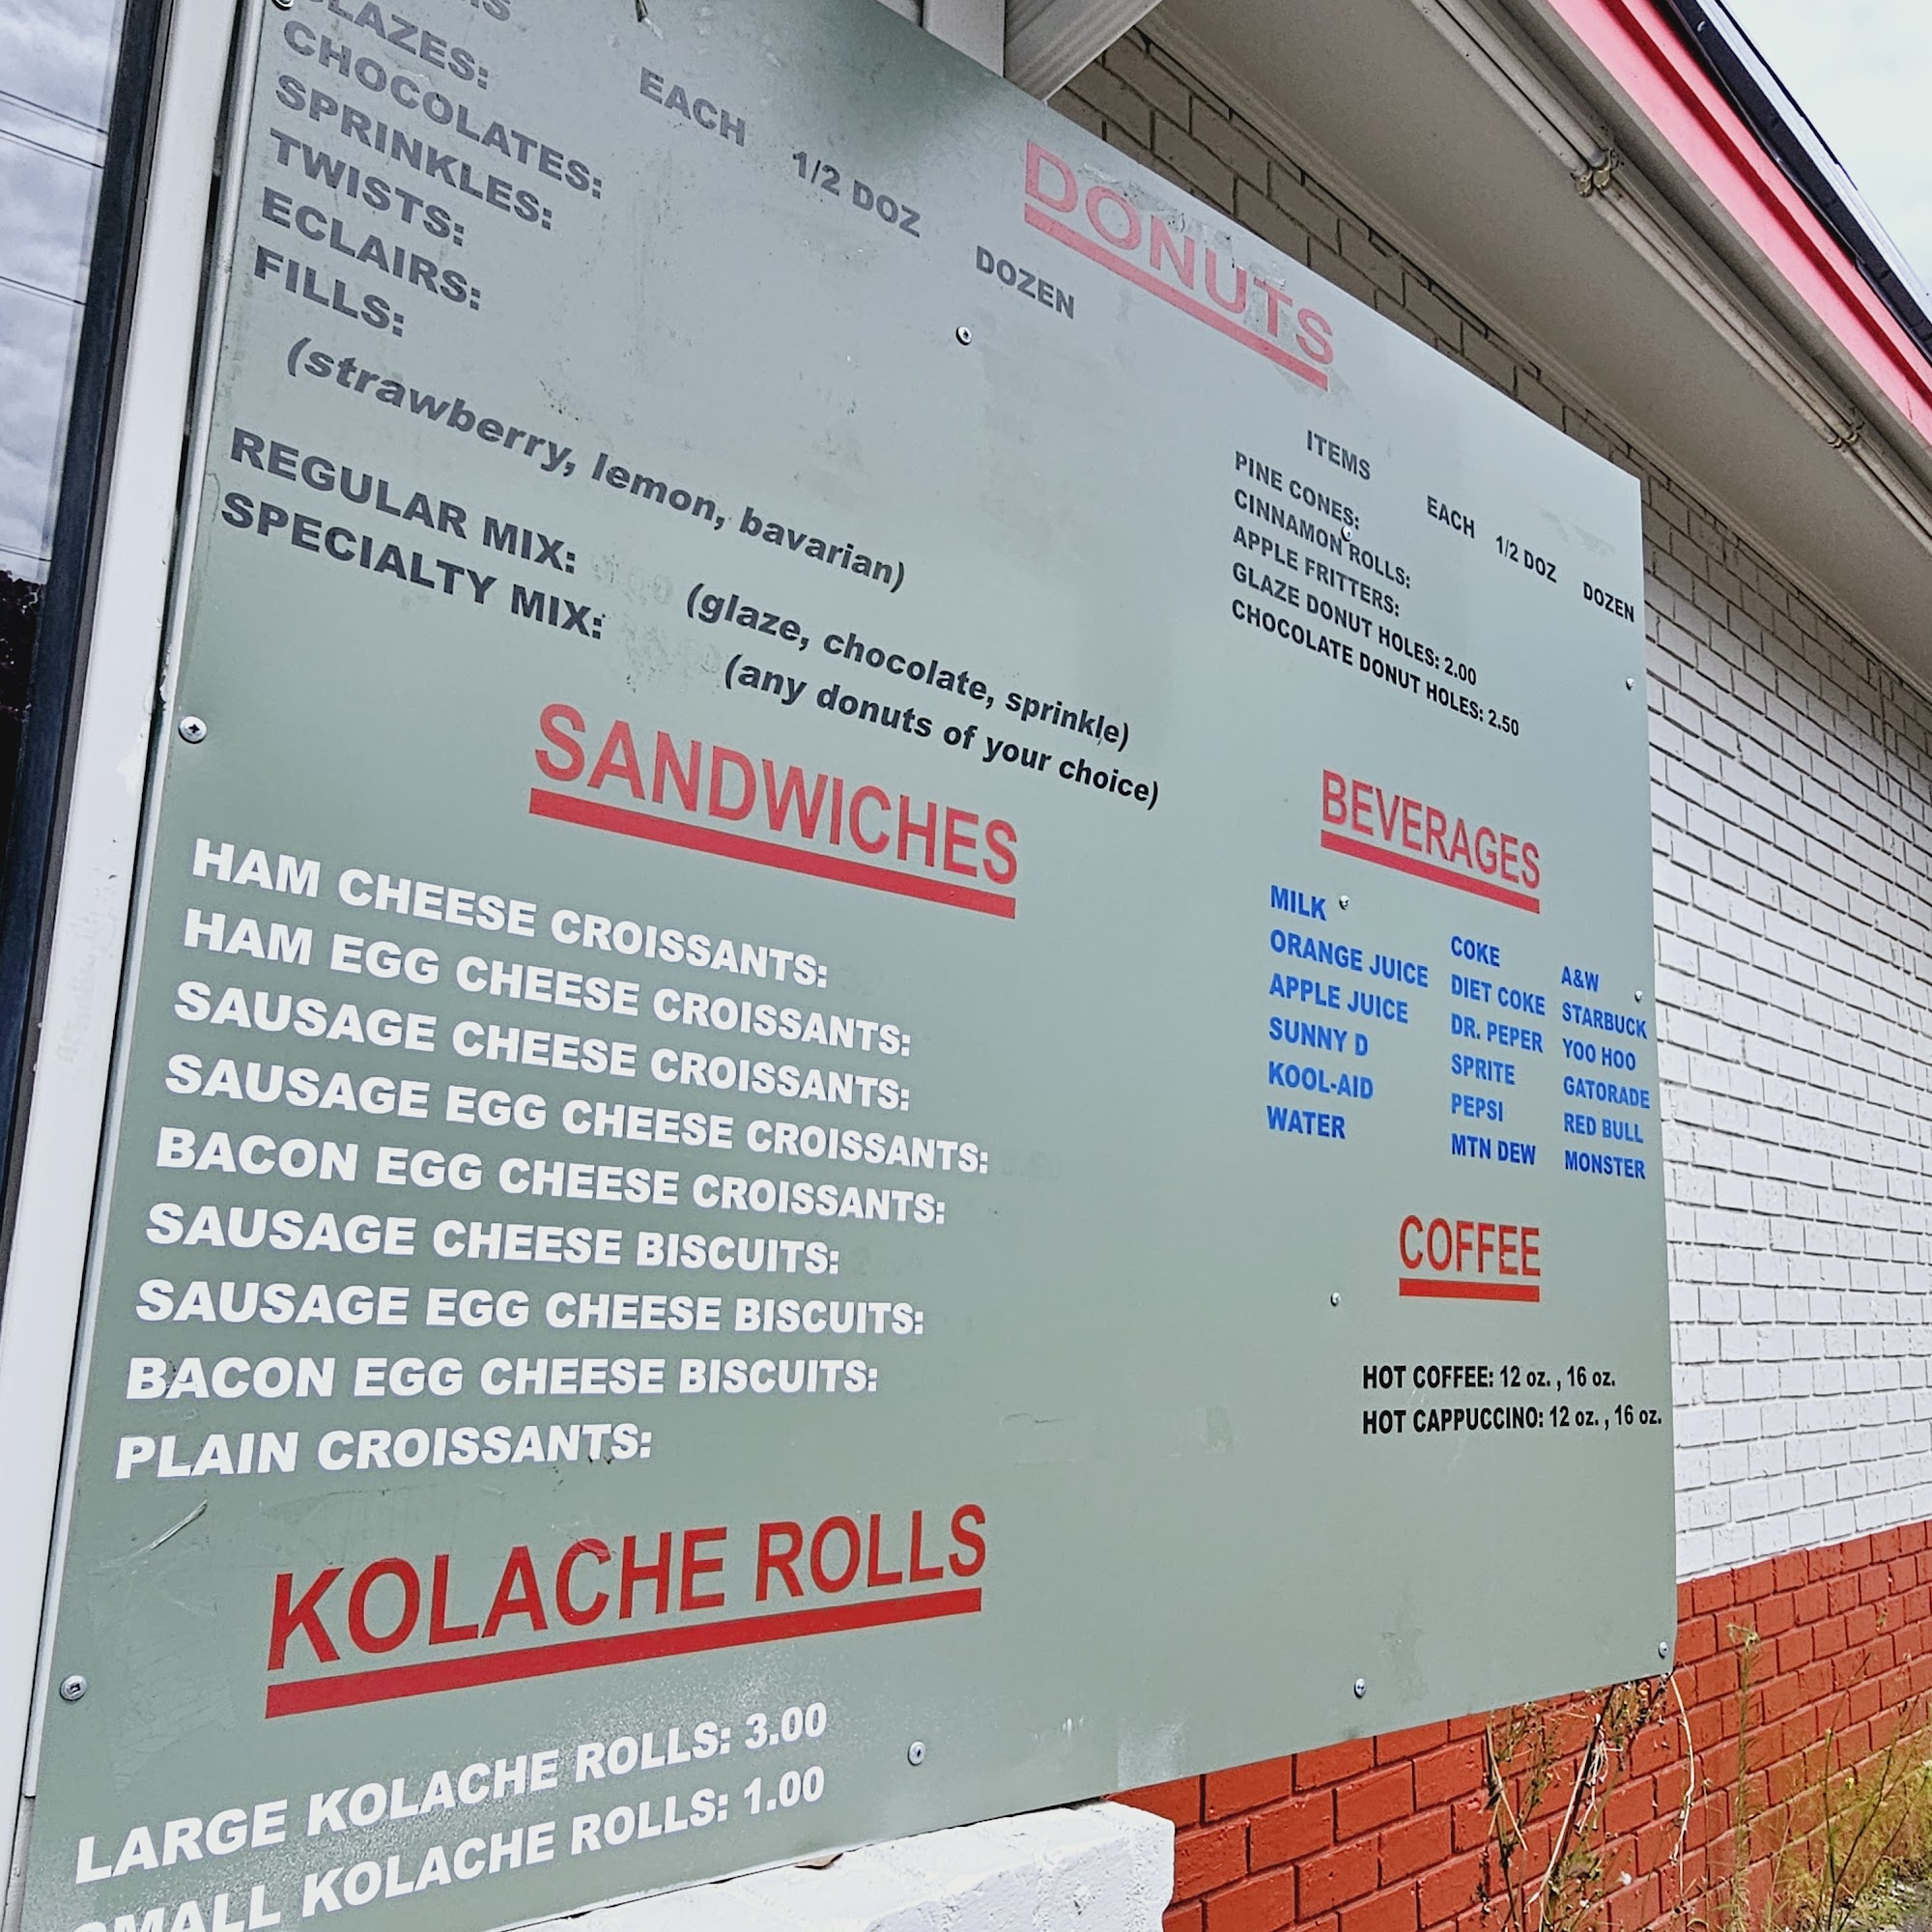 DONUTS
EACH 1/2 DOZ DOZEN
GLAZES:
CHOCOLATES:
SPRINKLES:
TWISTS:
ECLAIRS:
FILLS:
(strawberry, lemon, bavarian)
REGULAR MIX: (glaze, chocolate, sprinkle)
SPECIALTY MIX: (any donuts of your choice)
ITEMS EACH 1/2 DOZ DOZEN
PINE CONES:
CINNAMON ROLLS:
APPLE FRITTERS:
GLAZE DONUT HOLES: 2.00
CHOCOLATE DONUT HOLES: 2.50
SANDWICHES
HAM CHEESE CROISSANTS:
HAM EGG CHEESE CROISSANTS:
SAUSAGE CHEESE CROISSANTS:
SAUSAGE EGG CHEESE CROISSANTS:
BACON EGG CHEESE CROISSANTS:
SAUSAGE CHEESE BISCUITS:
SAUSAGE EGG CHEESE BISCUITS:
BACON EGG CHEESE BISCUITS:
PLAIN CROISSANTS:
BEVERAGES
MILK COKE A&W
ORANGE JUICE DIET COKE STARBUCK
APPLE JUICE DR. PEPER YOO HOO
SUNNY D SPRITE GATORADE
KOOL-AID PEPSI RED BULL
WATER MTN DEW MONSTER
COFFEE
HOT COFFEE: 12 oz. , 16 oz.
HOT CAPPUCCINO: 12 oz. , 16 oz.
KOLACHE ROLLS
LARGE KOLACHE ROLLS: 3.00
SMALL KOLACHE ROLLS: 1.00